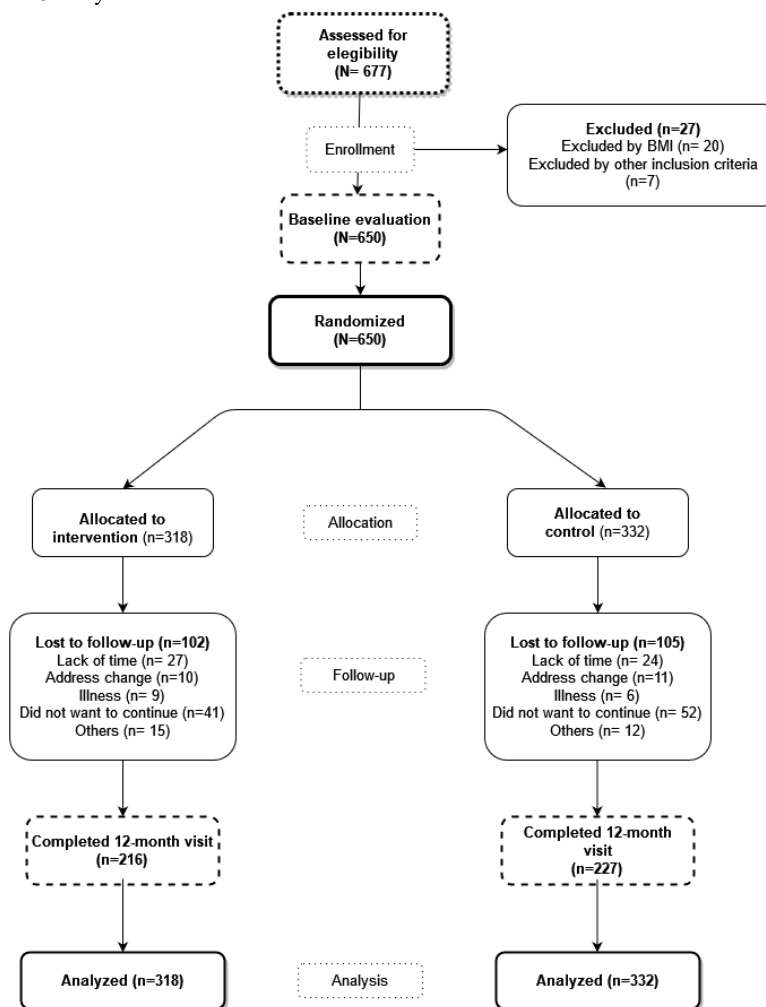 Assessed for
elegibility
(N= 677)
Enrollment
Excluded (n=27)
Excluded by BMI (n= 20)
Excluded by other inclusion criteria
(n=7)
Baseline evaluation
(N=650)
Randomized
(N=650)
Allocated to
intervention (n=318)
Allocation
Allocated to
control (n=332)
Lost to follow-up (n=102)
Lack of time (n= 27)
Address change (n=10)
Illness (n= 9)
Did not want to continue (n=41)
Others (n= 15)
Follow-up
Lost to follow-up (n=105)
Lack of time (n= 24)
Address change (n=11)
Illness (n= 6)
Did not want to continue (n= 52)
Others (n= 12)
Completed 12-month visit
(n=216)
Completed 12-month
visit
(n=227)
Analyzed (n=318)
Analysis
Analyzed (n=332)